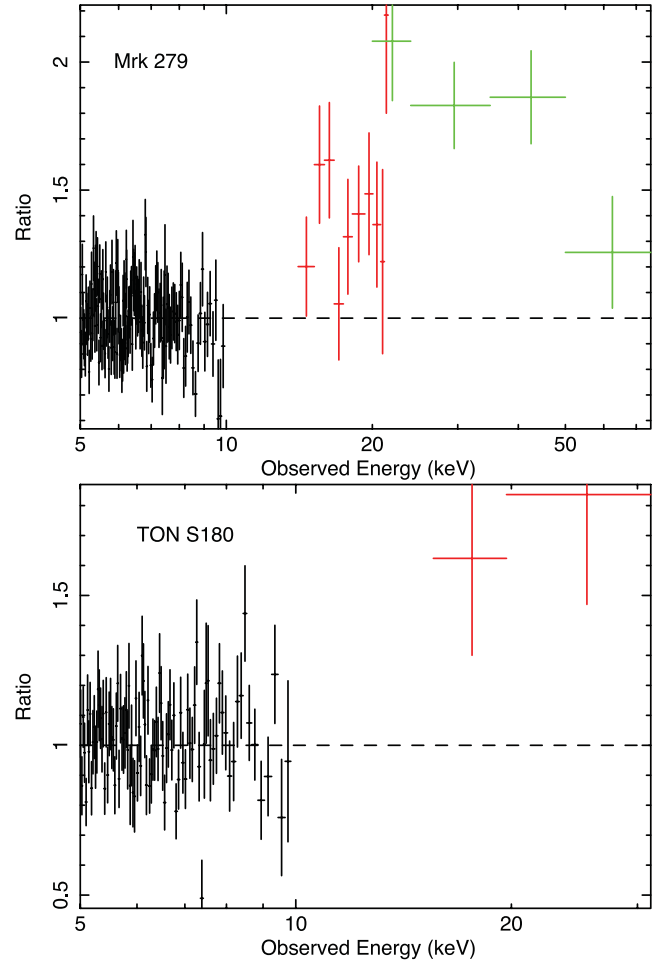 Mrk 279
Ratio
2
1.5
1
5 10 20 50
Observed Energy (keV)
TON S180
Ratio
1.5
1
0.5
5 10 20
Observed Energy (keV)